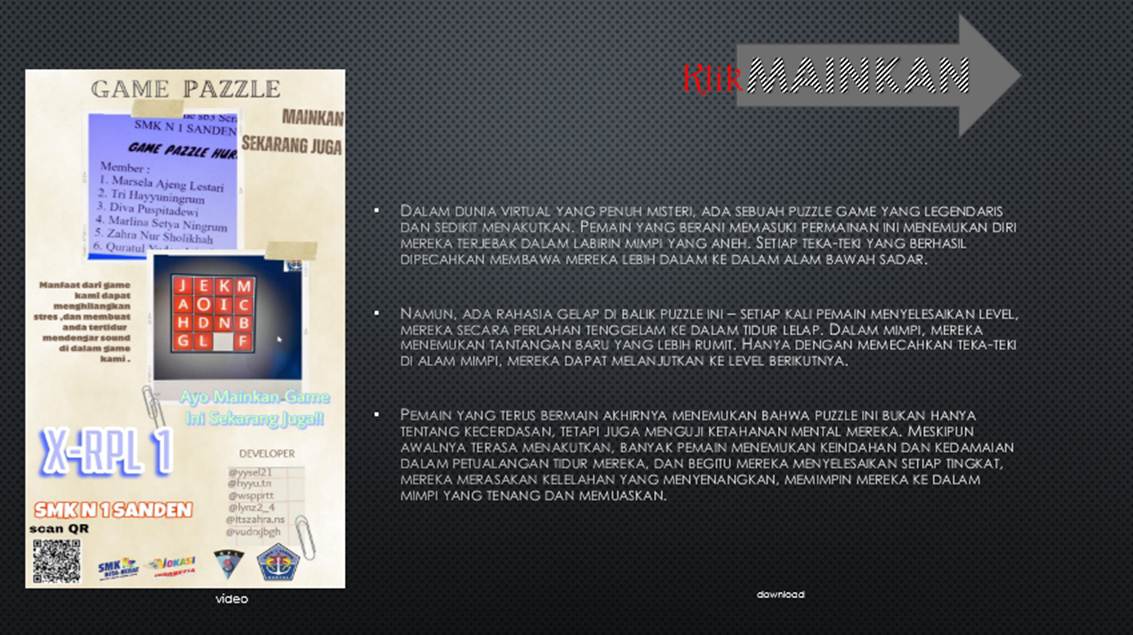 GAME PAZZLE
MAINKAN
SEKARANG JUGA
SMK N 1 SANDEN
GAME PAZZLE HUR
Member :
1. Marsela Ajeng Lestari
2. Tri Hayyuningrum
3. Diva Puspitadewi
4. Marlina Setya Ningrum
5. Zahra Nur Sholikhah
6. Quratul
Manfaat dari game
kami dapat
menghilangkan
stres ,dan membuat
anda tertidur
mendengar sound
di dalam game
kami .
J E K M
A O I C
H D N B
G L F
Ayo Mainkan Game
Ini Sekarang Juga!!
X-RPL 1
DEVELOPER
@yysel21
@hyyu.tn
@wspprtt
@lynz2_4
@itszahra.ns
@vudrxjbgh
SMK N 1 SANDEN
scan QR
SMK
BISA-HEBAT
VOKASI
INDONESIA
video
Klik MAINKAN
▪ DALAM DUNIA VIRTUAL YANG PENUH MISTERI, ADA SEBUAH PUZZLE GAME YANG LEGENDARIS
DAN SEDIKIT MENAKUTKAN. PEMAIN YANG BERANI MEMASUKI PERMAINAN INI MENEMUKAN DIRI
MEREKA TERJEBAK DALAM LABIRIN MIMPI YANG ANEH. SETIAP TEKA-TEKI YANG BERHASIL
DIPECAHKAN MEMBAWA MEREKA LEBIH DALAM KE DALAM ALAM BAWAH SADAR.
▪ NAMUN, ADA RAHASIA GELAP DI BALIK PUZZLE INI – SETIAP KALI PEMAIN MENYELESAIKAN LEVEL,
MEREKA SECARA PERLAHAN TENGGELAM KE DALAM TIDUR LELAP. DALAM MIMPI, MEREKA
MENEMUKAN TANTANGAN BARU YANG LEBIH RUMIT. HANYA DENGAN MEMECAHKAN TEKA-TEKI
DI ALAM MIMPI, MEREKA DAPAT MELANJUTKAN KE LEVEL BERIKUTNYA.
▪ PEMAIN YANG TERUS BERMAIN AKHIRNYA MENEMUKAN BAHWA PUZZLE INI BUKAN HANYA
TENTANG KECERDASAN, TETAPI JUGA MENGUJI KETAHANAN MENTAL MEREKA. MESKIPUN
AWALNYA TERASA MENAKUTKAN, BANYAK PEMAIN MENEMUKAN KEINDAHAN DAN KEDAMAIAN
DALAM PETUALANGAN TIDUR MEREKA, DAN BEGITU MEREKA MENYELESAIKAN SETIAP TINGKAT,
MEREKA MERASAKAN KELELAHAN YANG MENYENANGKAN, MEMIMPIN MEREKA KE DALAM
MIMPI YANG TENANG DAN MEMUASKAN.
download